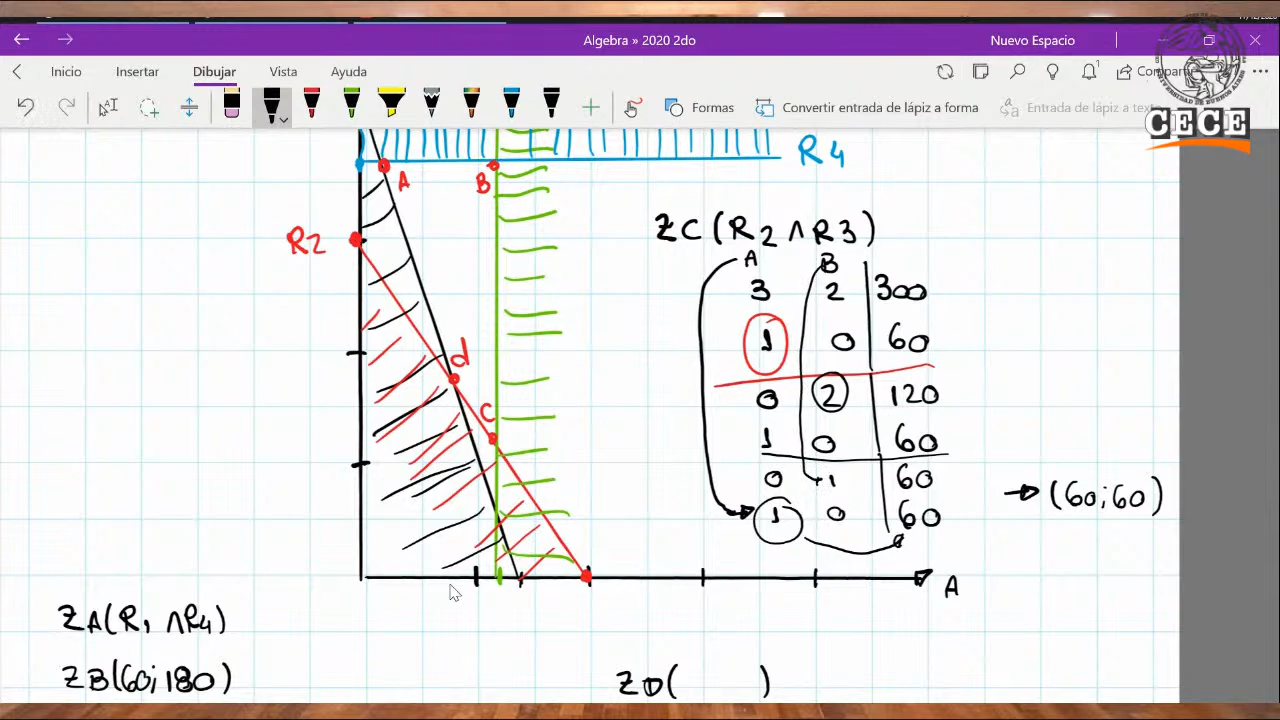 Algebra » 2020 2do
Nuevo Espacio
Inicio
Insertar
Dibujar
Vista
Ayuda
Formas
Convertir entrada de lápiz a forma
Entrada de lápiz a texto
CECE
R4
A
B
R2
d
C
ZC (R2 ∧ R3)
A B
3 2 300
1 0 60
0 2 120
1 0 60
0 1 60
1 0 60
→ (60;60)
A
ZA(R1 ∧R4)
ZB(60;180)
ZD( )